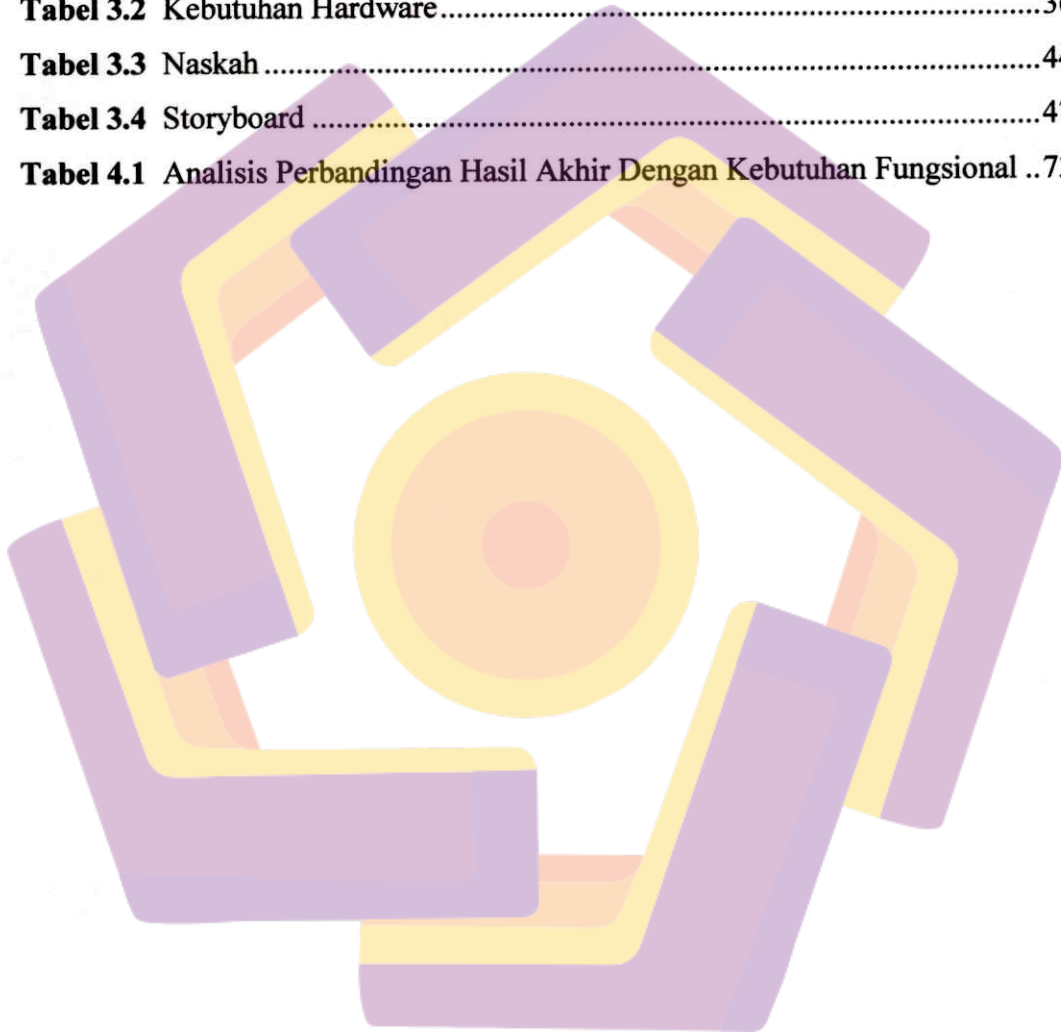 Tabel 3.2 Kebutuhan Hardware
Tabel 3.3 Naskah
Tabel 3.4 Storyboard
Tabel 4.1 Analisis Perbandingan Hasil Akhir Dengan Kebutuhan Fungsional